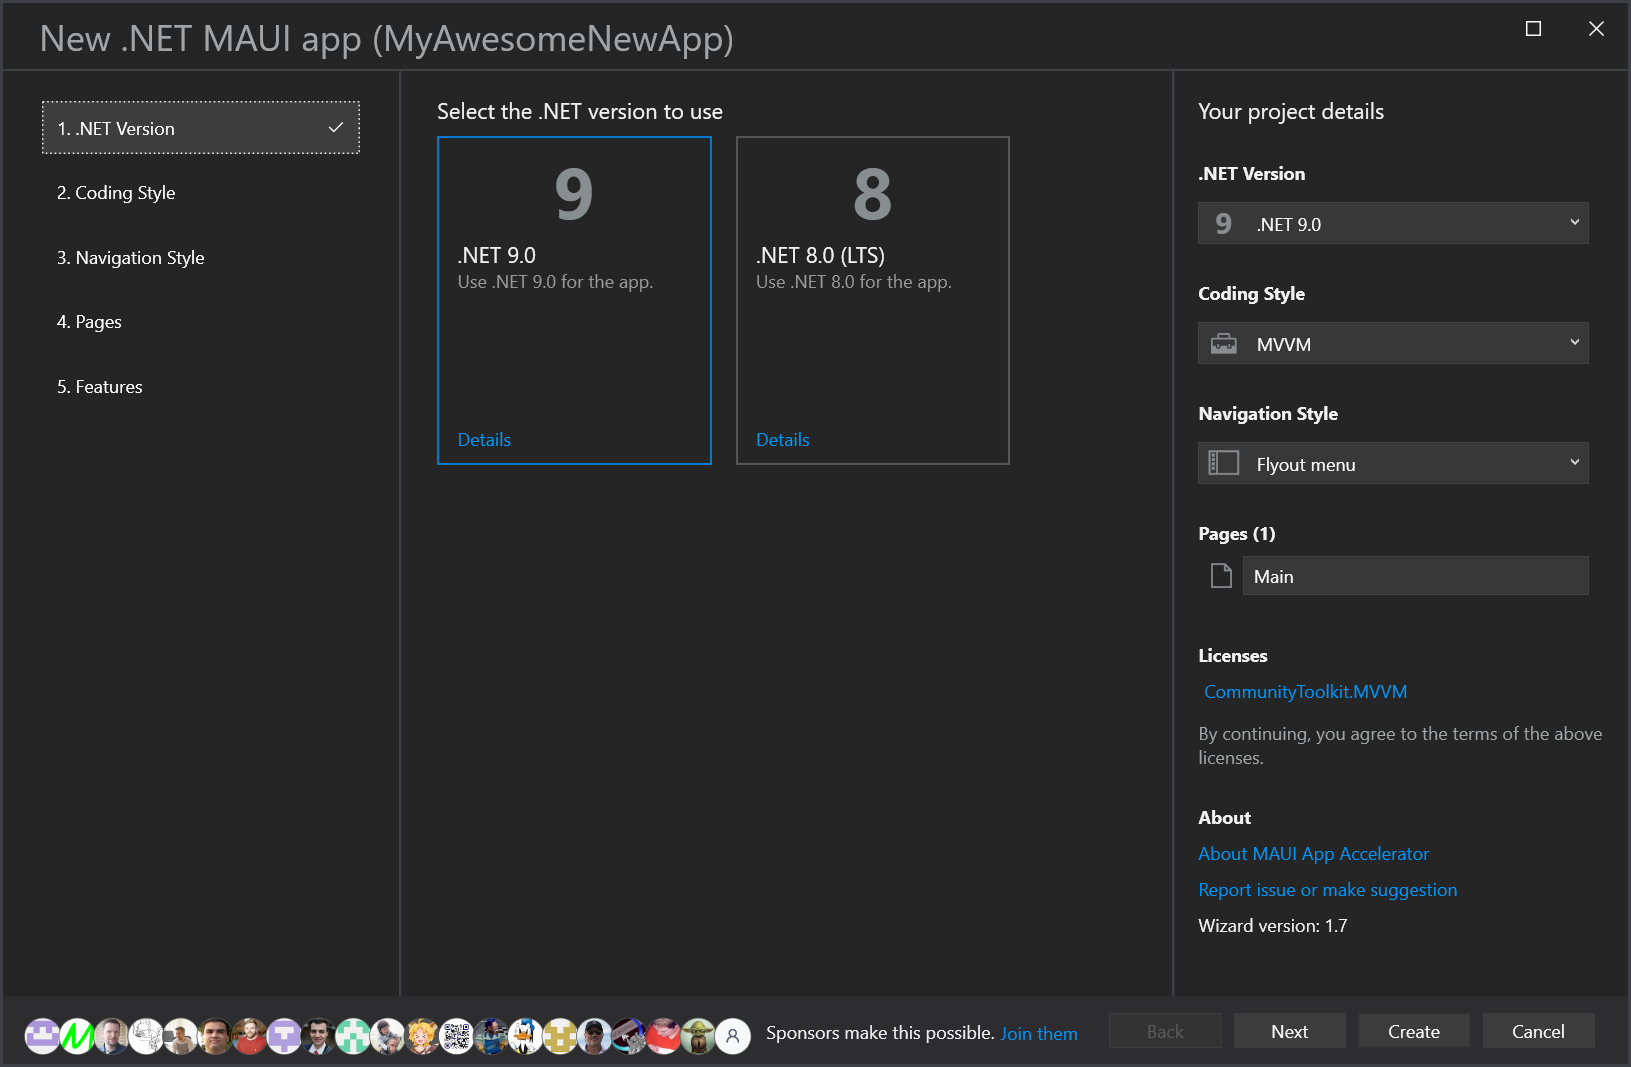 New .NET MAUI app (MyAwesomeNewApp)
1. .NET Version
2. Coding Style
3. Navigation Style
4. Pages
5. Features
Select the .NET version to use
9
.NET 9.0
Use .NET 9.0 for the app.
Details
8
.NET 8.0 (LTS)
Use .NET 8.0 for the app.
Details
Your project details
.NET Version
9 .NET 9.0
Coding Style
MVVM
Navigation Style
Flyout menu
Pages (1)
Main
Licenses
CommunityToolkit.MVVM
By continuing, you agree to the terms of the above
licenses.
About
About MAUI App Accelerator
Report issue or make suggestion
Wizard version: 1.7
Sponsors make this possible. Join them
Back
Next
Create
Cancel